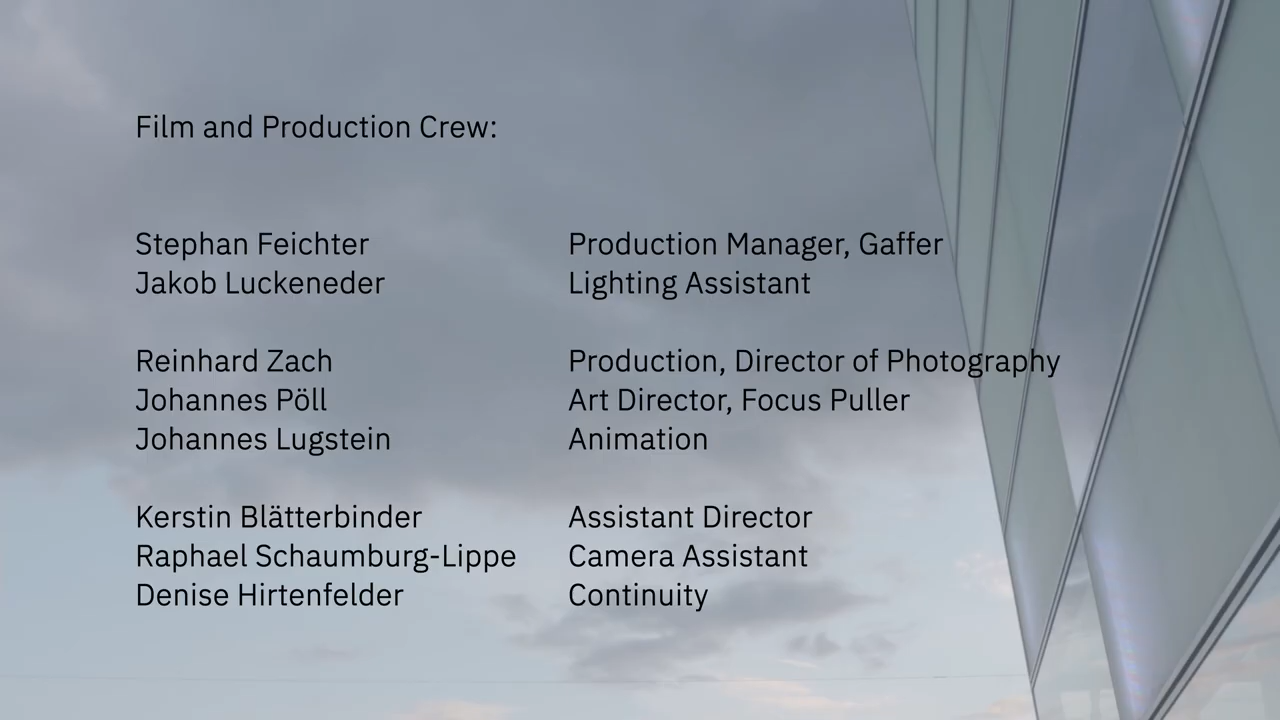 Film and Production Crew:
Stephan Feichter Production Manager, Gaffer
Jakob Luckeneder Lighting Assistant
Reinhard Zach Production, Director of Photography
Johannes Pöll Art Director, Focus Puller
Johannes Lugstein Animation
Kerstin Blätterbinder Assistant Director
Raphael Schaumburg-Lippe Camera Assistant
Denise Hirtenfelder Continuity